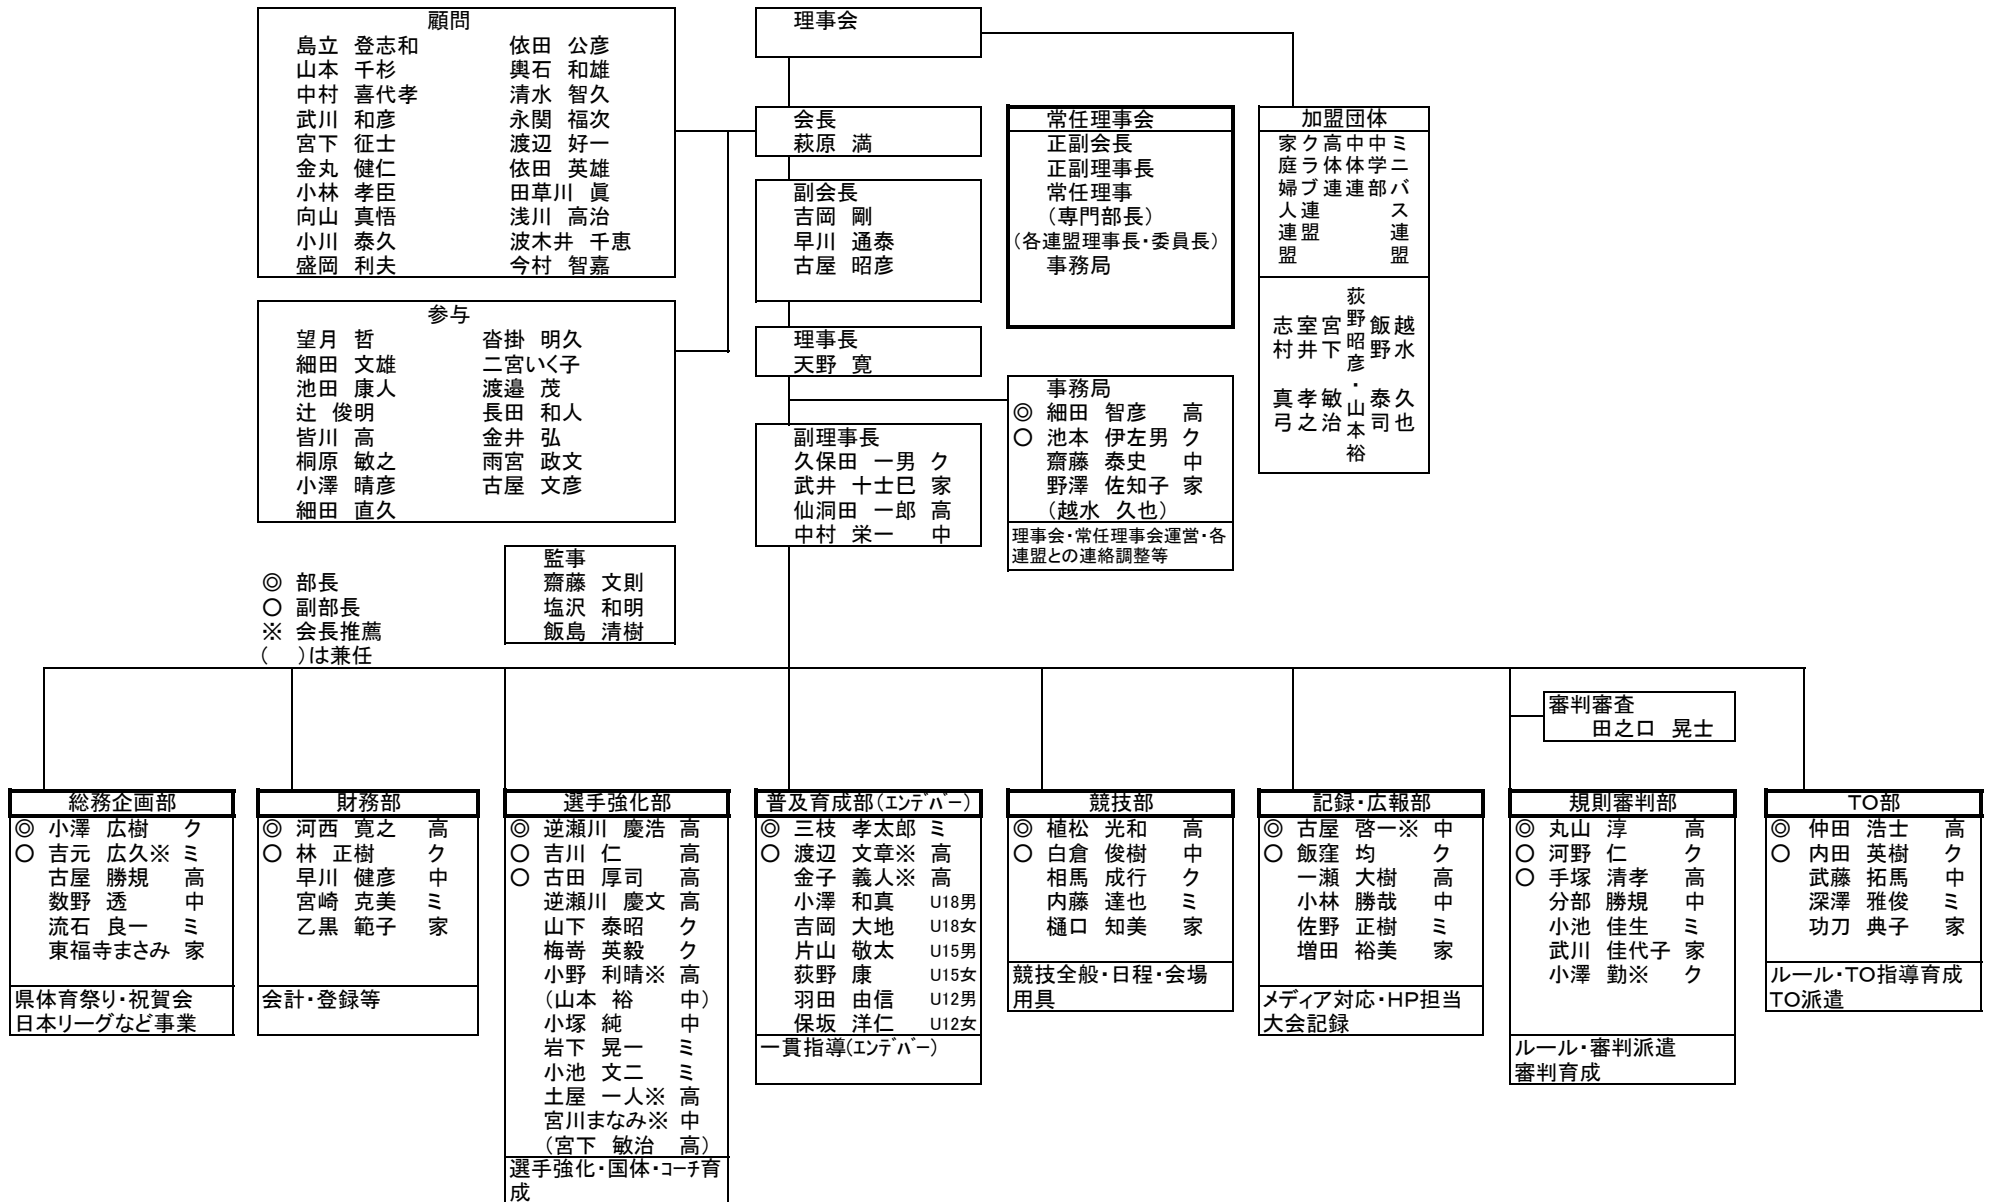 顧問
島立 登志和 依田 公彦
山本 千杉 輿石 和雄
中村 喜代孝 清水 智久
武川 和彦 永関 福次
宮下 征士 渡辺 好一
金丸 健仁 依田 英雄
小林 孝臣 田草川 眞
向山 真悟 浅川 高治
小川 泰久 波木井 千恵
盛岡 利夫 今村 智嘉
参与
望月 哲 沓掛 明久
細田 文雄 二宮いく子
池田 康人 渡邉 茂
辻 俊明 長田 和人
皆川 高 金井 弘
桐原 敏之 雨宮 政文
小澤 晴彦 古屋 文彦
細田 直久
◎ 部長
○ 副部長
※ 会長推薦
( )は兼任
監事
齋藤 文則
塩沢 和明
飯島 清樹
理事会
会長
萩原 満
副会長
吉岡 剛
早川 通泰
古屋 昭彦
理事長
天野 寛
副理事長
久保田 一男 ク
武井 十士巳 家
仙洞田 一郎 高
中村 栄一 中
常任理事会
正副会長
正副理事長
常任理事
(専門部長)
(各連盟理事長・委員長)
事務局
事務局
◎ 細田 智彦 高
○ 池本 伊左男 ク
齋藤 泰史 中
野澤 佐知子 家
(越水 久也)
理事会・常任理事会運営・各
連盟との連絡調整等
加盟団体
家庭婦人連盟
クラブ連盟
高体連
中体連
中学部
ミニバス連盟
志村 真弓
室井 孝之
宮下 敏治
荻野昭彦・山本裕
飯野 泰司
越水 久也
審判審査
田之口 晃士
総務企画部
◎ 小澤 広樹 ク
○ 吉元 広久※ ミ
古屋 勝規 高
数野 透 中
流石 良一 ミ
東福寺まさみ 家
県体育祭り・祝賀会
日本リーグなど事業
財務部
◎ 河西 寛之 高
○ 林 正樹 ク
早川 健彦 中
宮崎 克美 ミ
乙黒 範子 家
会計・登録等
選手強化部
◎ 逆瀬川 慶浩 高
○ 吉川 仁 高
○ 古田 厚司 高
逆瀬川 慶文 高
山下 泰昭 ク
梅嵜 英毅 ク
小野 利晴※ 高
(山本 裕 中)
小塚 純 中
岩下 晃一 ミ
小池 文二 ミ
土屋 一人※ 高
宮川まなみ※ 中
(宮下 敏治 高)
選手強化・国体・コーチ育
成
普及育成部(エンデバー)
◎ 三枝 孝太郎 ミ
○ 渡辺 文章※ 高
金子 義人※ 高
小澤 和真 U18男
吉岡 大地 U18女
片山 敬太 U15男
荻野 康 U15女
羽田 由信 U12男
保坂 洋仁 U12女
一貫指導(エンデバー)
競技部
◎ 植松 光和 高
○ 白倉 俊樹 中
相馬 成行 ク
内藤 達也 ミ
樋口 知美 家
競技全般・日程・会場
用具
記録・広報部
◎ 古屋 啓一※ 中
○ 飯窪 均 ク
一瀬 大樹 高
小林 勝哉 中
佐野 正樹 ミ
増田 裕美 家
メディア対応・HP担当
大会記録
規則審判部
◎ 丸山 淳 高
○ 河野 仁 ク
○ 手塚 清孝 高
分部 勝規 中
小池 佳生 ミ
武川 佳代子 家
小澤 勤※ ク
ルール・審判派遣
審判育成
TO部
◎ 仲田 浩士 高
○ 内田 英樹 ク
武藤 拓馬 中
深澤 雅俊 ミ
功刀 典子 家
ルール・TO指導育成
TO派遣